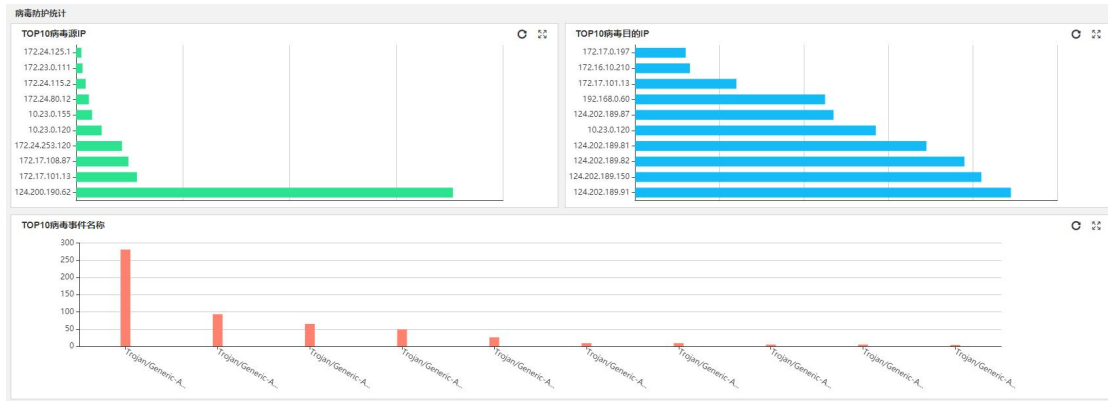 病毒防护统计
TOP10病毒源IP
172.24.125.1
172.23.0.111
172.24.115.2
172.24.80.12
10.23.0.155
10.23.0.120
172.24.253.120
172.17.108.87
172.17.101.13
124.200.190.62
TOP10病毒目的IP
172.17.0.197
172.16.10.210
172.17.101.13
192.168.0.60
124.202.189.87
10.23.0.120
124.202.189.81
124.202.189.82
124.202.189.150
124.202.189.91
TOP10病毒事件名称
300
250
200
150
100
50
0
Trojan/Generic-A...
Trojan/Generic-A...
Trojan/Generic-A...
Trojan/Generic-A...
Trojan/Generic-A...
Trojan/Generic-A...
Trojan/Generic-A...
Trojan/Generic-A...
Trojan/Generic-A...
Trojan/Generic-A...